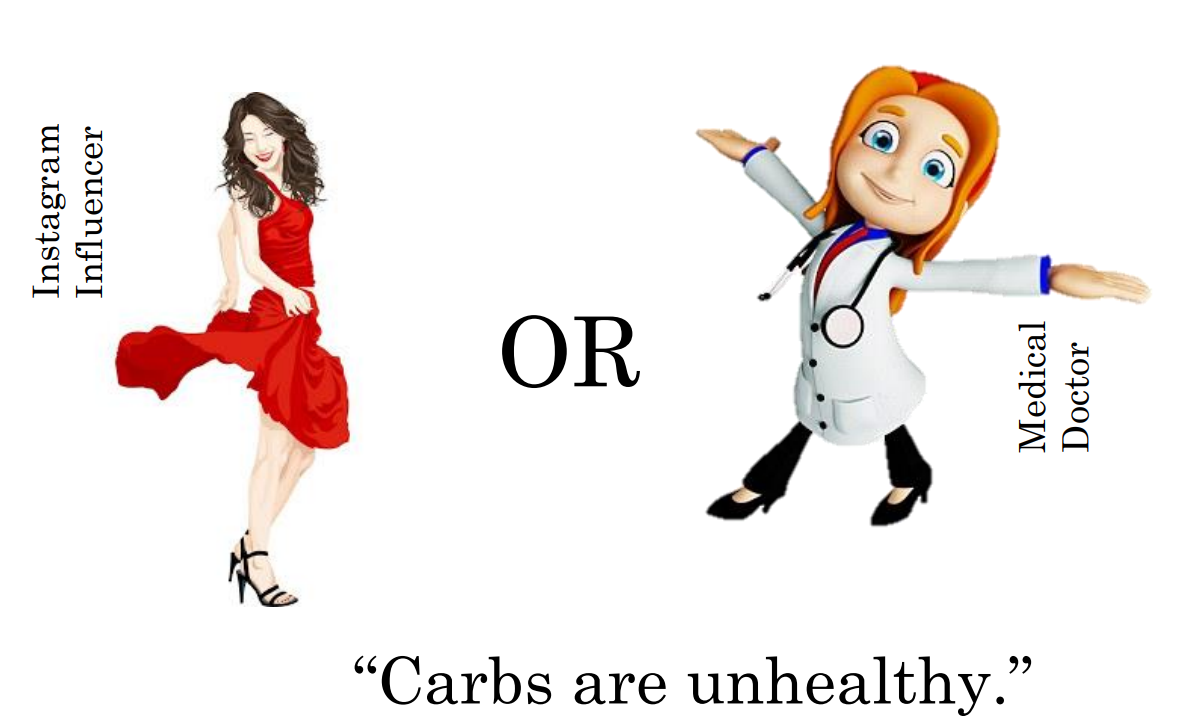 Instagram
Influencer
OR
Medical
Doctor
“Carbs are unhealthy.”